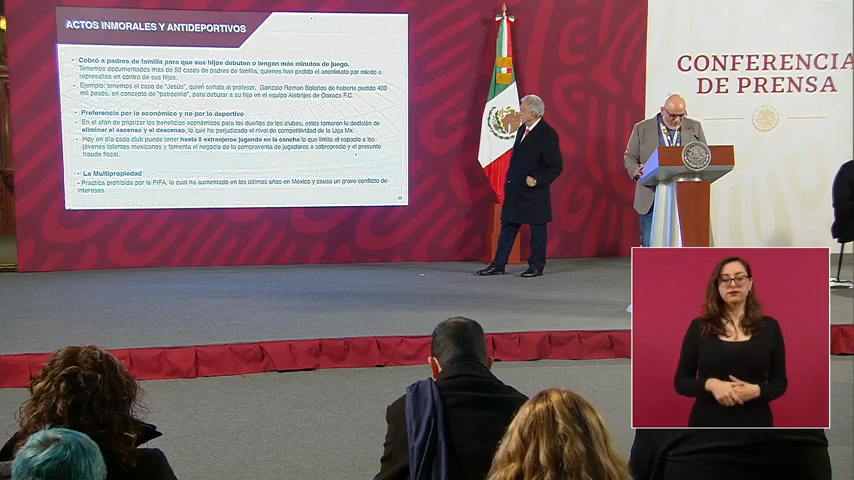 ACTOS INMORALES Y ANTIDEPORTIVOS
• Cobró a padres de familia para que sus hijos debuten o tengan más minutos de juego.
Tenemos documentados más de 50 casos de padres de familia, quienes han pedido el anonimato por miedo a
represalias en contra de sus hijos.
• Ejemplo: tenemos el caso de "Jesús", quien señala al profesor, Gonzalo Roman Bolaños de haberle pedido 400
mil pesos, en concepto de "patrocinio", para debutar a su hijo en el equipo Alebrijes de Oaxaca F.C.
• Preferencia por lo económico y no por lo deportivo
• En el afán de priorizar los beneficios económicos para los dueños de los clubes, estos tomaron la decisión de
eliminar el ascenso y el descenso, lo que ha perjudicado el nivel de competitividad de la Liga Mx.
• Hoy en día cada club puede tener hasta 8 extranjeros jugando en la cancha lo que limita el espacio a los
jóvenes talentos mexicanos y fomenta el negocio de la compraventa de jugadores a sobreprecio y el presunto
fraude fiscal.
• La Multipropiedad
- Práctica prohibida por la FIFA, la cual ha aumentado en los últimos años en México y causa un grave conflicto de
intereses.
CONFERENCIA
DE PRENSA